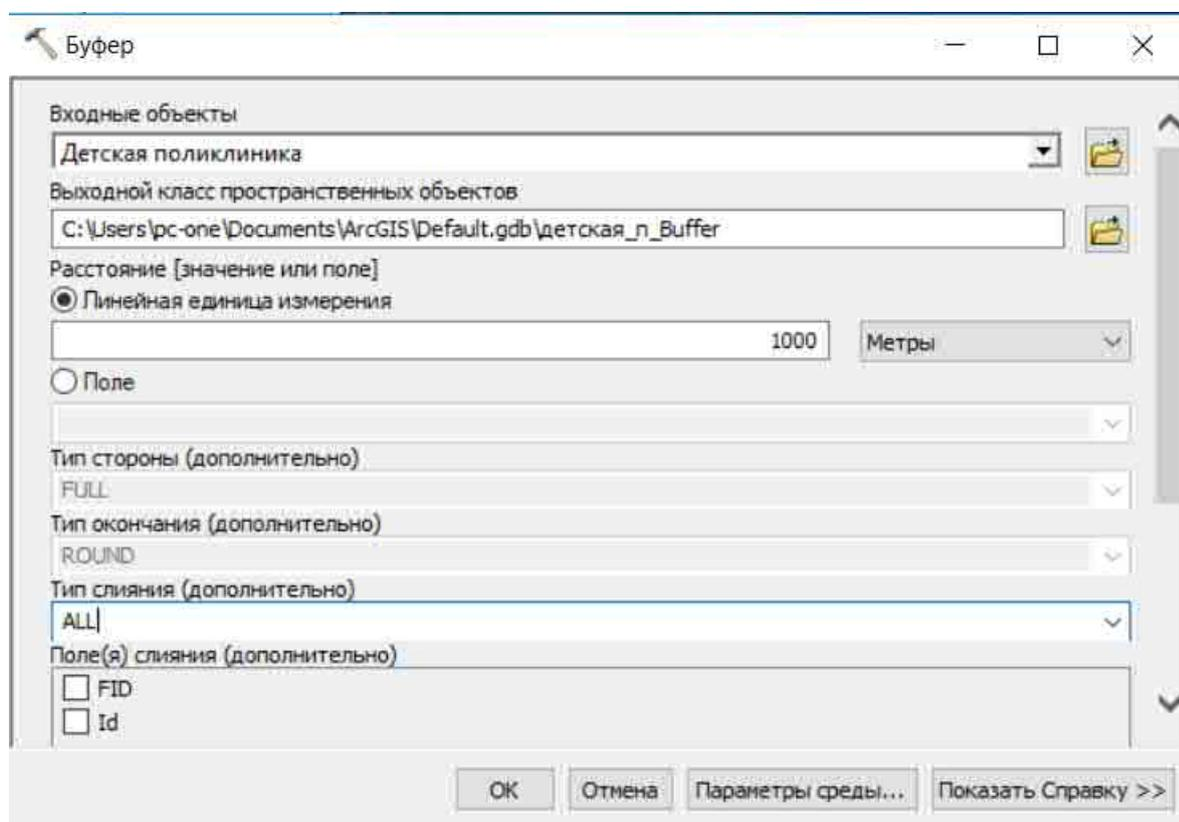 Буфер
Входные объекты
Детская поликлиника
Выходной класс пространственных объектов
C:\Users\pc-one\Documents\ArcGIS\Default.gdb\детская_п_Buffer
Расстояние [значение или поле]
Линейная единица измерения
1000 Метры
Поле
Тип стороны (дополнительно)
FULL
Тип окончания (дополнительно)
ROUND
Тип слияния (дополнительно)
ALL
Поле(я) слияния (дополнительно)
FID
Id
OK Отмена Параметры среды... Показать Справку >>